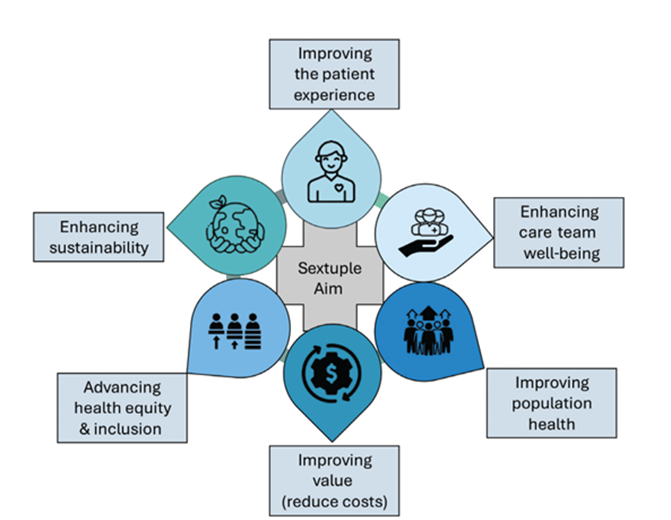 Improving
the patient
experience
Enhancing
sustainability
Enhancing
care team
well-being
Sextuple
Aim
$
Advancing
health equity
& inclusion
Improving
population
health
Improving
value
(reduce costs)